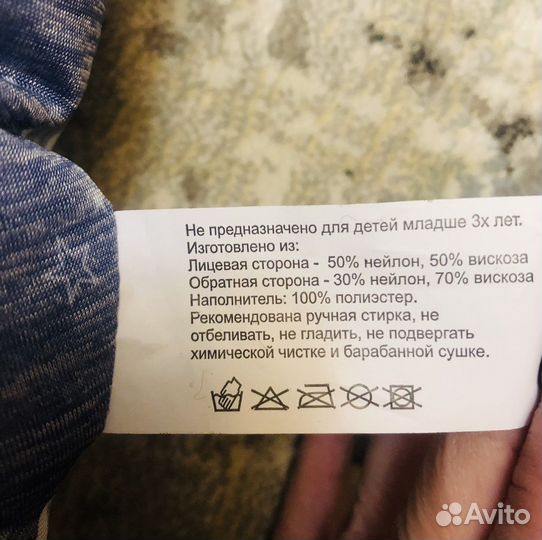 Не предназначено для детей младше 3х лет.
Изготовлено из:
Лицевая сторона - 50% нейлон, 50% вискоза
Обратная сторона - 30% нейлон, 70% вискоза
Наполнитель: 100% полиэстер.
Рекомендована ручная стирка, не
отбеливать, не гладить, не подвергать
химической чистке и барабанной сушке.
Avito